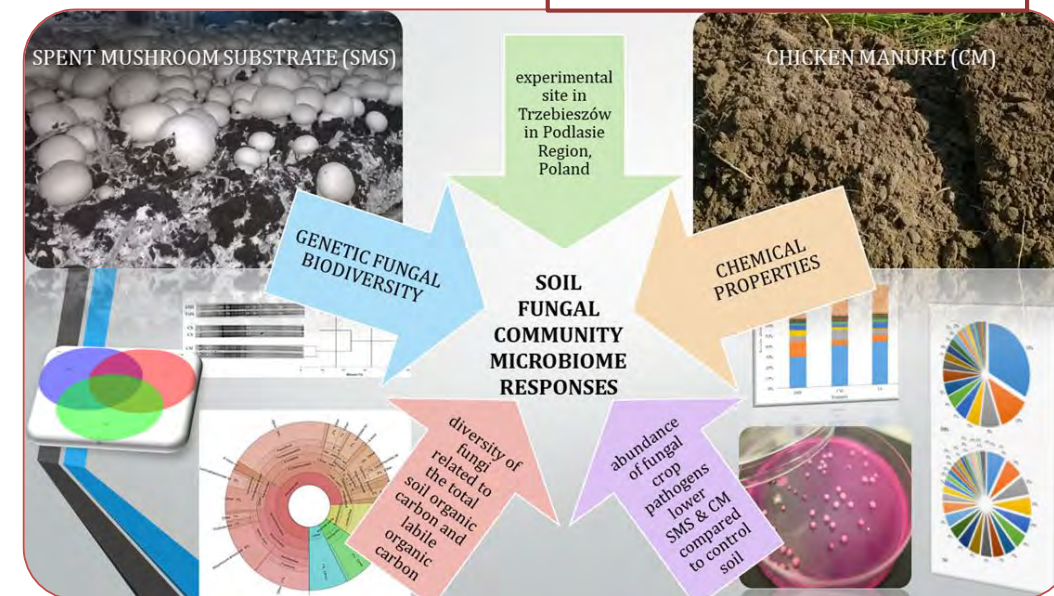 SPENT MUSHROOM SUBSTRATE (SMS)
CHICKEN MANURE (CM)
experimental
site in
Trzebieszów
in Podlasie
Region,
Poland
GENETIC FUNGAL
BIODIVERSITY
CHEMICAL
PROPERTIES
SOIL
FUNGAL
COMMUNITY
MICROBIOME
RESPONSES
diversity of
fungi
related to
the total
soil organic
carbon and
labile
organic
carbon
abundance
of fungal
crop
pathogens
lower
SMS & CM
compared
to control
soil